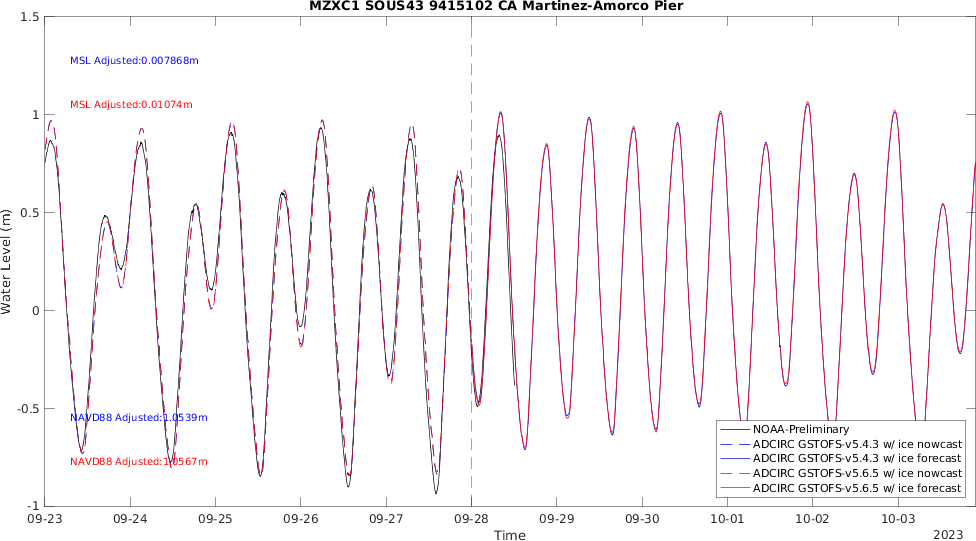 MZXC1 SOUS43 9415102 CA Martinez-Amorco Pier
1.5
MSL Adjusted:0.007868m
MSL Adjusted:0.01074m
1
0.5
Water Level (m)
0
-0.5
NAVD88 Adjusted:1.0539m
NAVD88 Adjusted:1.0567m
-1
NOAA-Preliminary
ADCIRC GSTOFS-v5.4.3 w/ ice nowcast
ADCIRC GSTOFS-v5.4.3 w/ ice forecast
ADCIRC GSTOFS-v5.6.5 w/ ice nowcast
ADCIRC GSTOFS-v5.6.5 w/ ice forecast
09-23 09-24 09-25 09-26 09-27 09-28 09-29 09-30 10-01 10-02 10-03
Time
2023